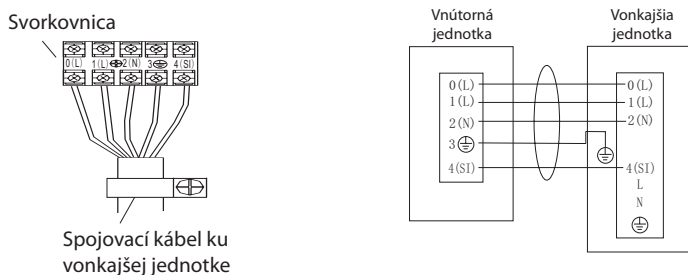 Svorkovnica
0(L) 1(L) 2(N) 3 4(SI)
Spojovací kábel ku
vonkajšej jednotke
Vnútorná
jednotka
0(L)
1(L)
2(N)
3
4(SI)
Vonkajšia
jednotka
0(L)
1(L)
2(N)
4(SI)
L
N